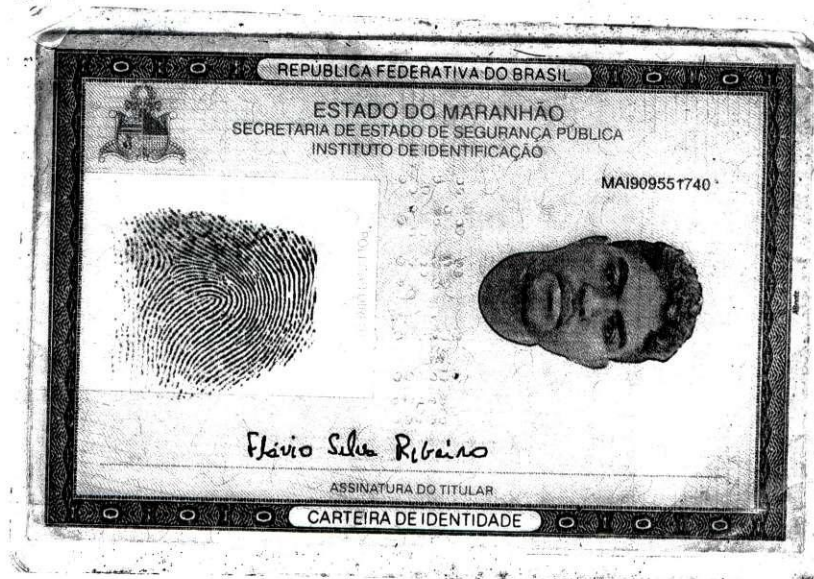 REPÚBLICA FEDERATIVA DO BRASIL
ESTADO DO MARANHÃO
SECRETARIA DE ESTADO DE SEGURANÇA PÚBLICA
INSTITUTO DE IDENTIFICAÇÃO
MAI909551740
Flávio Silva Ribeiro
ASSINATURA DO TITULAR
CARTEIRA DE IDENTIDADE